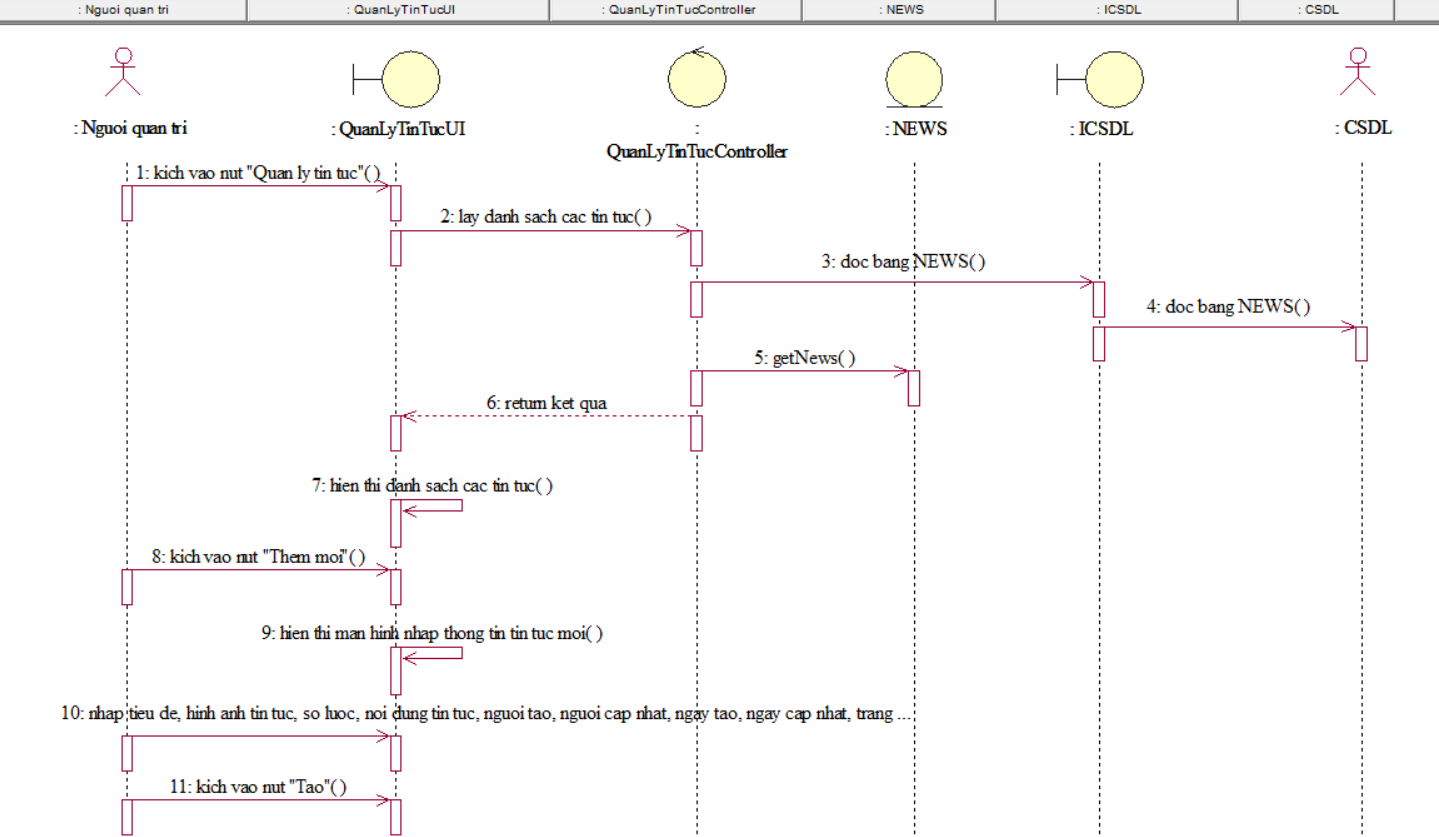 : Nguoi quan tri
: QuanLyTinTucUI
: QuanLyTinTucController
: NEWS
: ICSDL
: CSDL
: Nguoi quan tri
: QuanLyTinTucUI
:
QuanLyTinTucController
: NEWS
: ICSDL
: CSDL
1: kich vao nut "Quan ly tin tuc"( )
2: lay danh sach cac tin tuc( )
3: doc bang NEWS( )
4: doc bang NEWS( )
5: getNews( )
6: return ket qua
7: hien thi danh sach cac tin tuc( )
8: kich vao nut "Them moi"( )
9: hien thi man hinh nhap thong tin tin tuc moi( )
10: nhap tieu de, hinh anh tin tuc, so luoc, noi dung tin tuc, nguoi tao, nguoi cap nhat, ngay tao, ngay cap nhat, trang ...
11: kich vao nut "Tao"( )